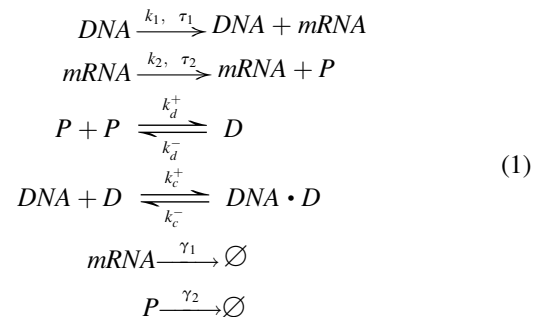 DNA —k₁, τ₁→ DNA + mRNA
mRNA —k₂, τ₂→ mRNA + P
P + P ⇌ D k_d^+ k_d^-
DNA + D ⇌ DNA • D k_c^+ k_c^-
(1)
mRNA —γ₁→ ∅
P —γ₂→ ∅